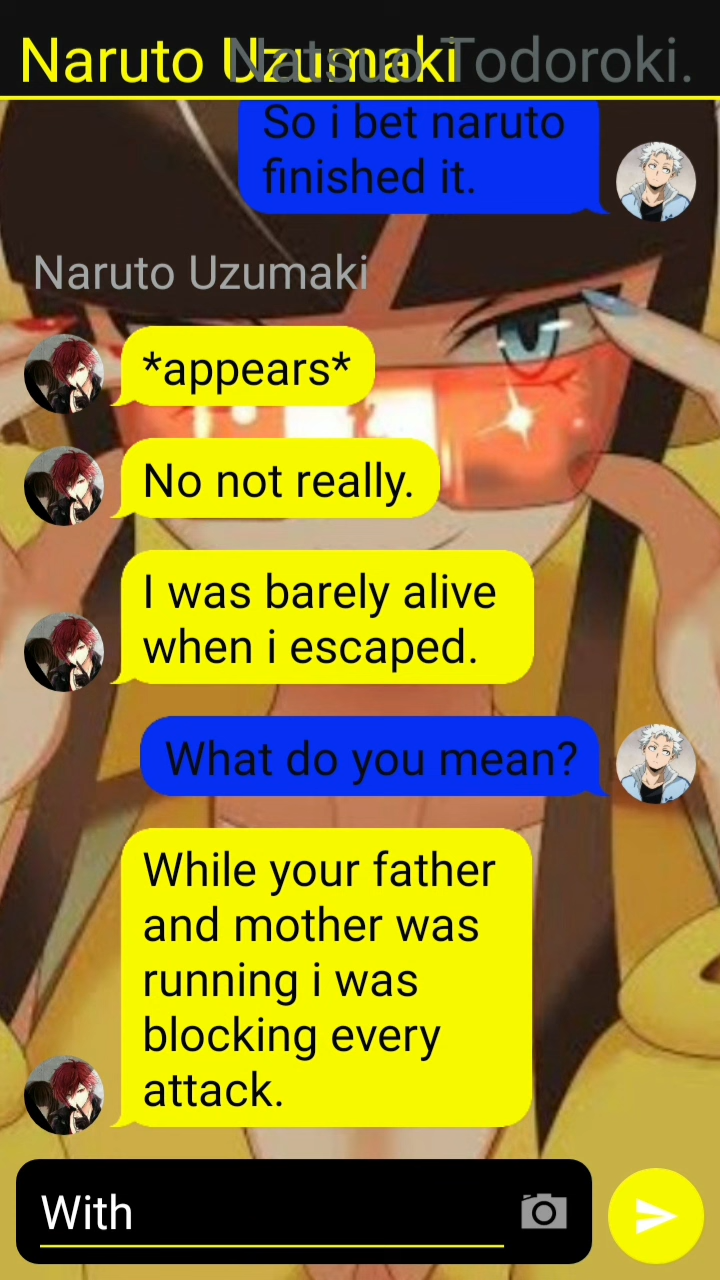 Naruto Uzumaki
Natsuo Todoroki.
So i bet naruto
finished it.
Naruto Uzumaki
*appears*
No not really.
I was barely alive
when i escaped.
What do you mean?
While your father
and mother was
running i was
blocking every
attack.
With